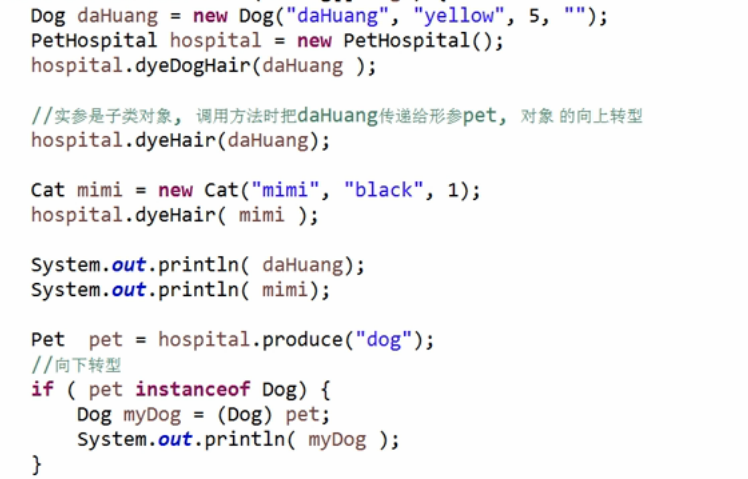 Dog daHuang = new Dog("daHuang", "yellow", 5, "");
PetHospital hospital = new PetHospital();
hospital.dyeDogHair(daHuang );
//实参是子类对象, 调用方法时把daHuang传递给形参pet, 对象 的向上转型
hospital.dyeHair(daHuang);
Cat mimi = new Cat("mimi", "black", 1);
hospital.dyeHair( mimi );
System.out.println( daHuang);
System.out.println( mimi);
Pet  pet = hospital.produce("dog");
//向下转型
if ( pet instanceof Dog) {
    Dog myDog = (Dog) pet;
    System.out.println( myDog );
}